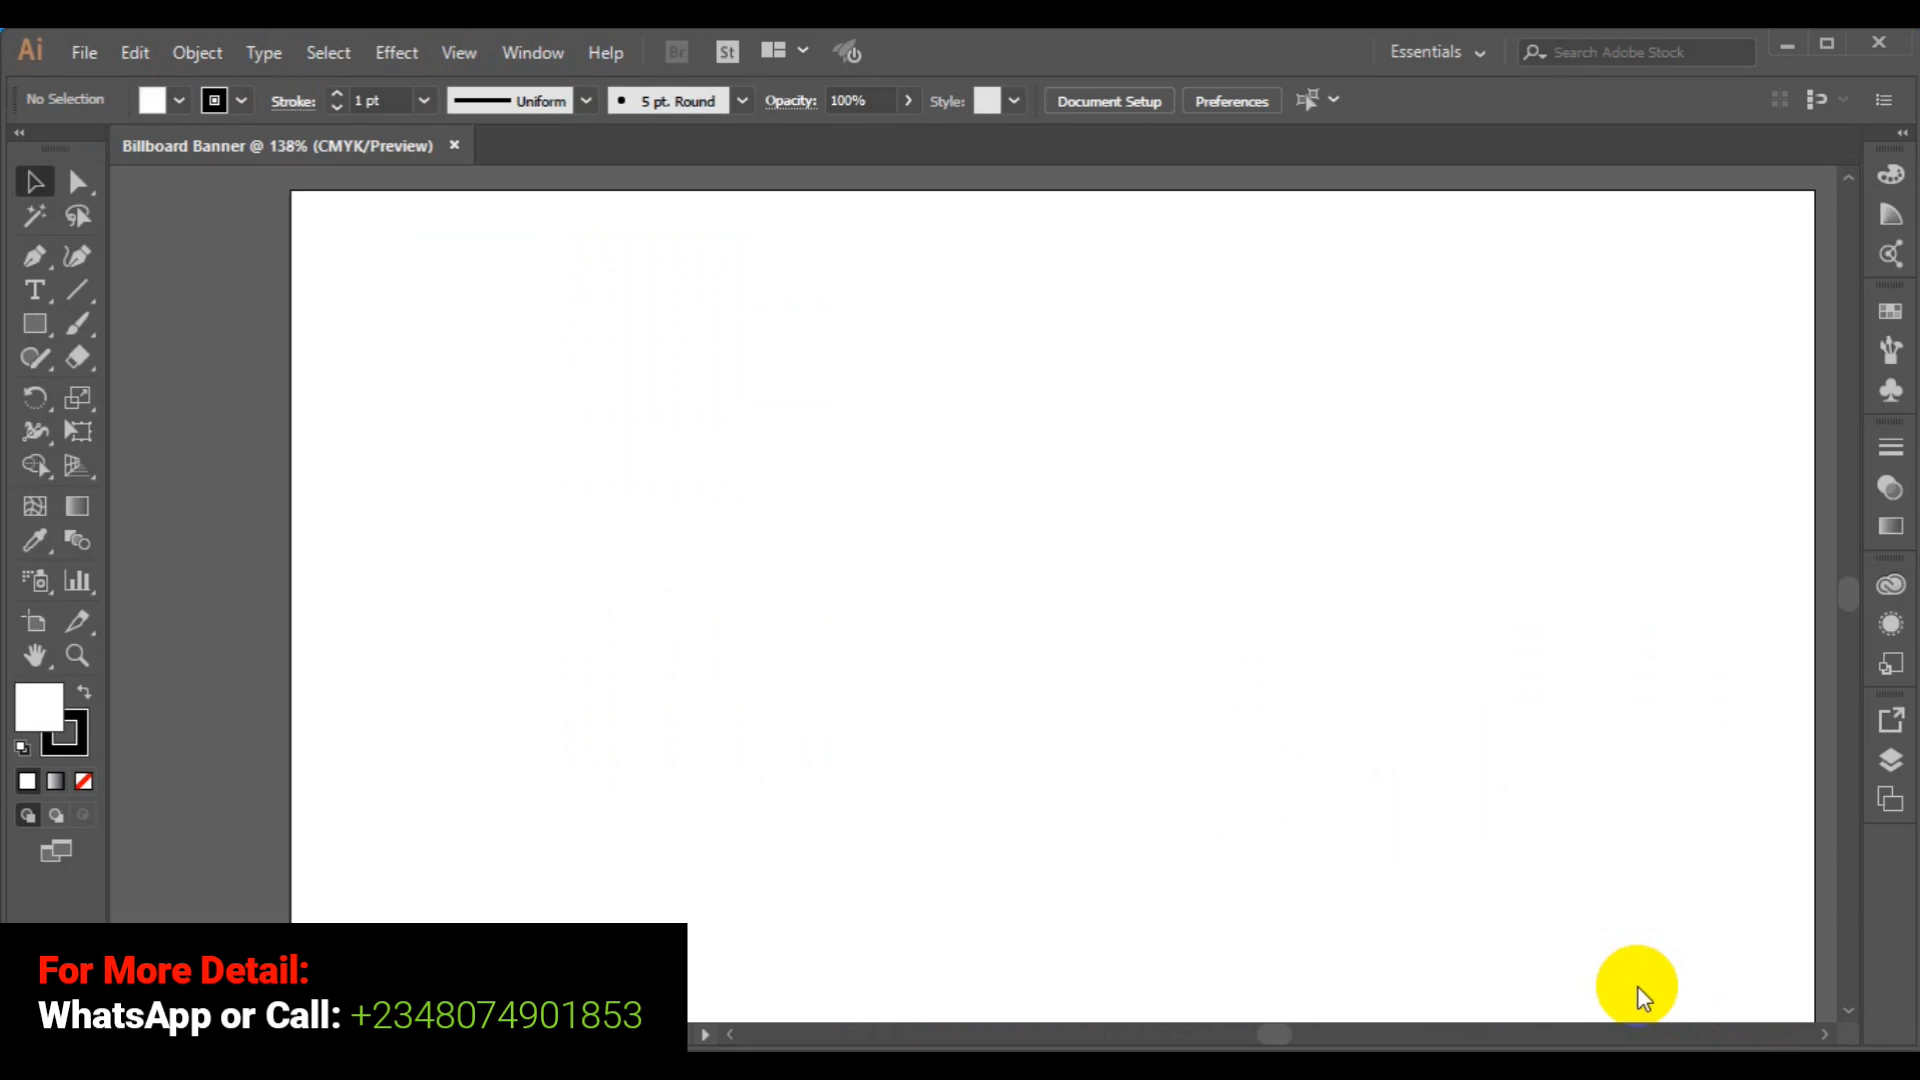 Ai File Edit Object Type Select Effect View Window Help Br St Essentials Search Adobe Stock
No Selection Stroke: 1 pt Uniform 5 pt. Round Opacity: 100% Style: Document Setup Preferences
Billboard Banner @ 138% (CMYK/Preview)
For More Detail:
WhatsApp or Call: +2348074901853